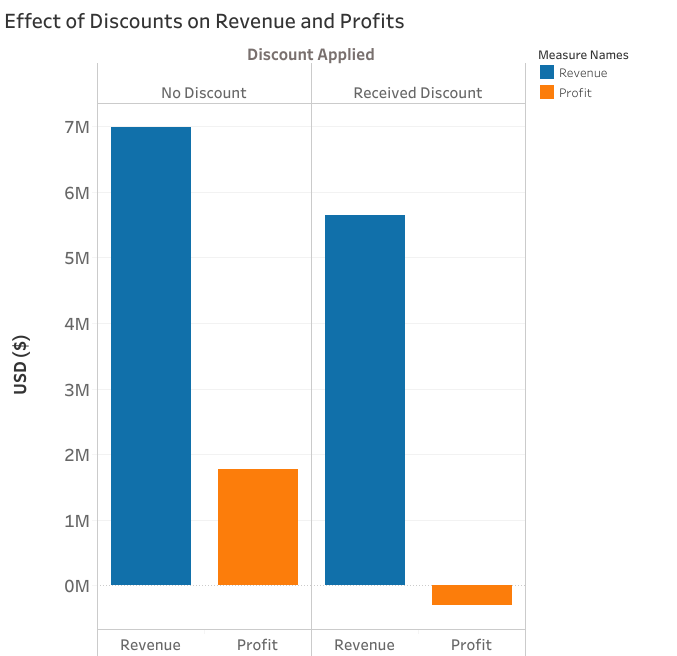 Effect of Discounts on Revenue and Profits
Discount Applied
No Discount
Received Discount
Measure Names
Revenue
Profit
USD ($)
7M
6M
5M
4M
3M
2M
1M
0M
Revenue
Profit
Revenue
Profit